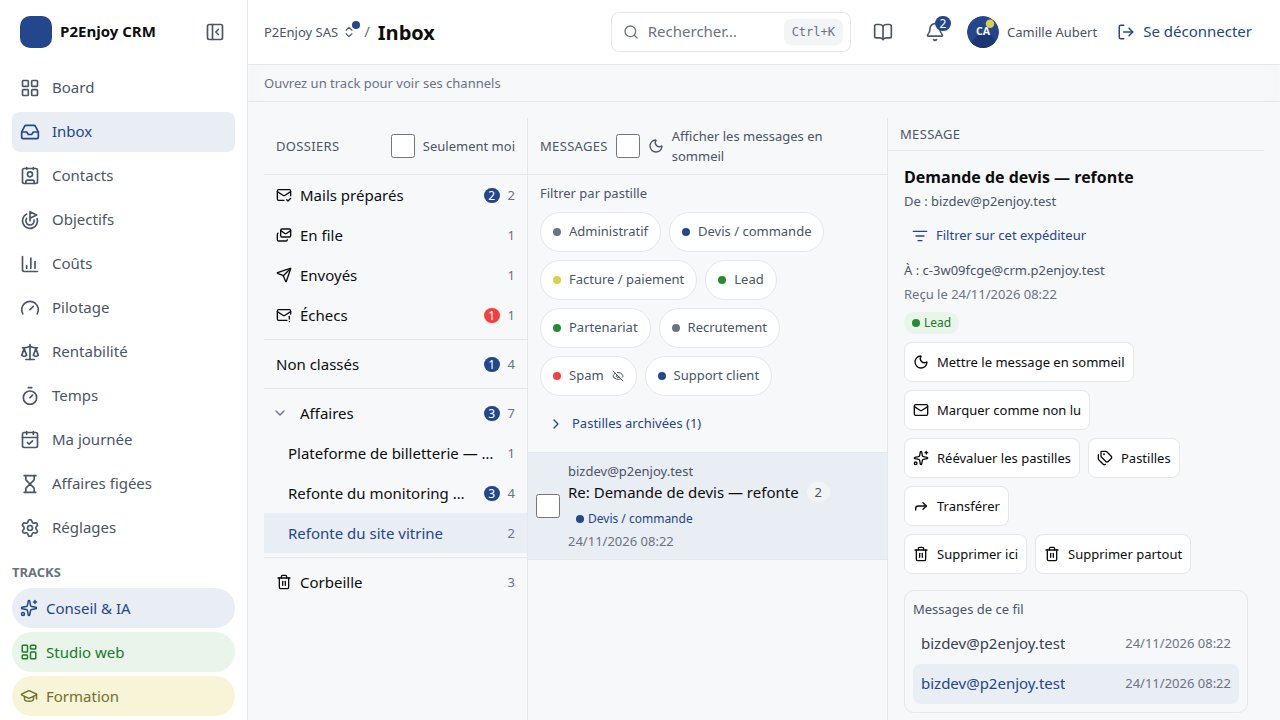 P2Enjoy CRM
Board
Inbox
Contacts
Objectifs
Coûts
Pilotage
Rentabilité
Temps
Ma journée
Affaires figées
Réglages
TRACKS
Conseil & IA
Studio web
Formation
P2Enjoy SAS / Inbox
Rechercher... Ctrl+K
2
CA Camille Aubert
Se déconnecter
Ouvrez un track pour voir ses channels
DOSSIERS Seulement moi
Mails préparés 2 2
En file 1
Envoyés 1
Échecs 1 1
Non classés 1 4
Affaires 3 7
Plateforme de billetterie — ... 1
Refonte du monitoring ... 3 4
Refonte du site vitrine 2
Corbeille 3
MESSAGES Afficher les messages en
sommeil
Filtrer par pastille
Administratif Devis / commande
Facture / paiement Lead
Partenariat Recrutement
Spam Support client
Pastilles archivées (1)
bizdev@p2enjoy.test
Re: Demande de devis — refonte 2
Devis / commande
24/11/2026 08:22
MESSAGE
Demande de devis — refonte
De : bizdev@p2enjoy.test
Filtrer sur cet expéditeur
À : c-3w09fcge@crm.p2enjoy.test
Reçu le 24/11/2026 08:22
Lead
Mettre le message en sommeil
Marquer comme non lu
Réévaluer les pastilles Pastilles
Transférer
Supprimer ici Supprimer partout
Messages de ce fil
bizdev@p2enjoy.test 24/11/2026 08:22
bizdev@p2enjoy.test 24/11/2026 08:22